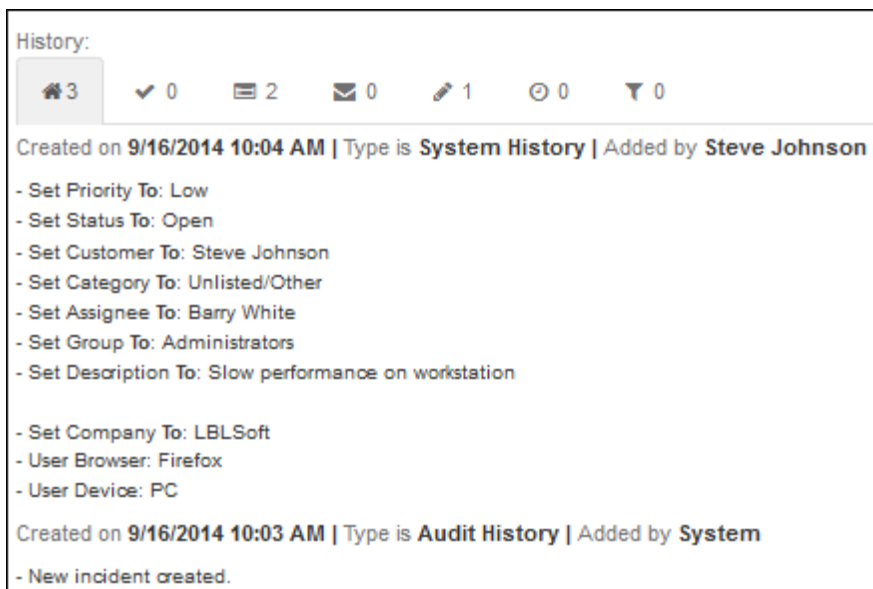 History:
3 0 2 0 1 0 0
Created on 9/16/2014 10:04 AM | Type is System History | Added by Steve Johnson
- Set Priority To: Low
- Set Status To: Open
- Set Customer To: Steve Johnson
- Set Category To: Unlisted/Other
- Set Assignee To: Barry White
- Set Group To: Administrators
- Set Description To: Slow performance on workstation
- Set Company To: LBLSoft
- User Browser: Firefox
- User Device: PC
Created on 9/16/2014 10:03 AM | Type is Audit History | Added by System
- New incident created.